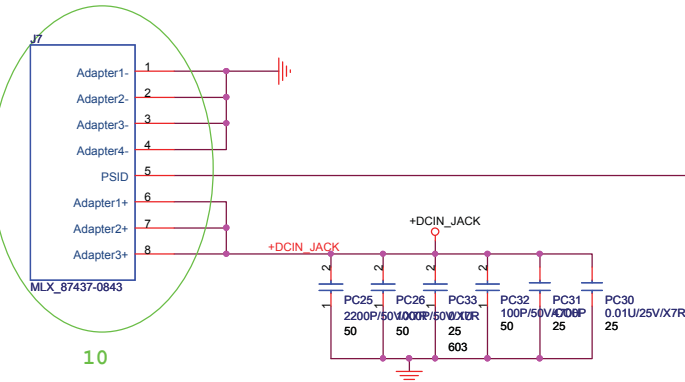 J7
Adapter1- 1
Adapter2- 2
Adapter3- 3
Adapter4- 4
PSID 5
Adapter1+ 6
Adapter2+ 7
Adapter3+ 8
MLX_87437-0843
10
+DCIN_JACK
+DCIN_JACK
2 2 2 2
1 1 1 1
PC25 PC26 PC33 PC32 PC31 PC30
2200P/50V 100P/50V 0.01U/25V/X7R
50 50 25 50 25 25
603